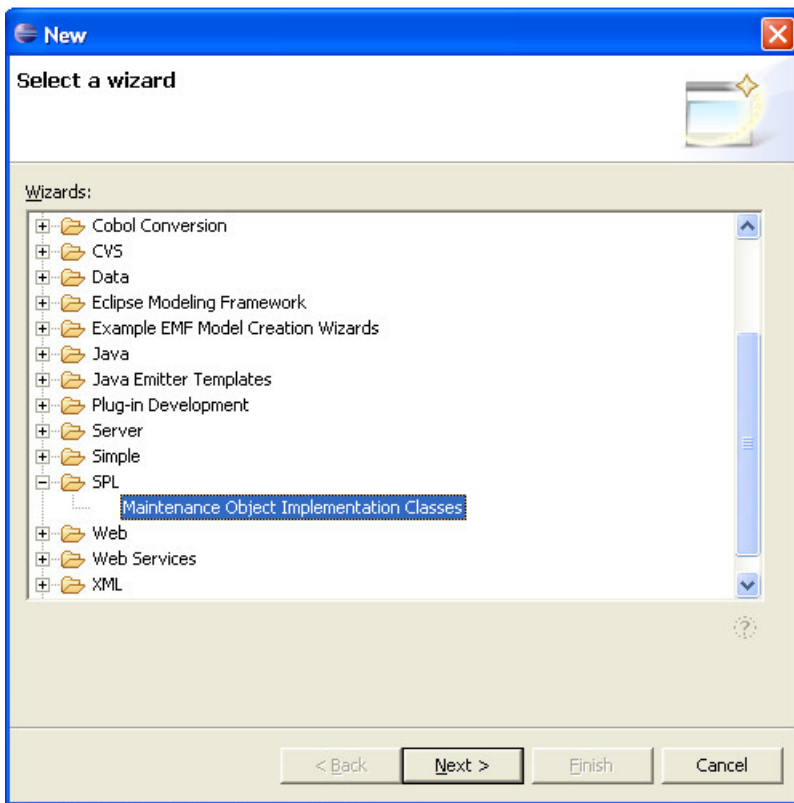 New
Select a wizard
Wizards:
Cobol Conversion
CVS
Data
Eclipse Modeling Framework
Example EMF Model Creation Wizards
Java
Java Emitter Templates
Plug-in Development
Server
Simple
SPL
Maintenance Object Implementation Classes
Web
Web Services
XML
?
< Back Next > Finish Cancel